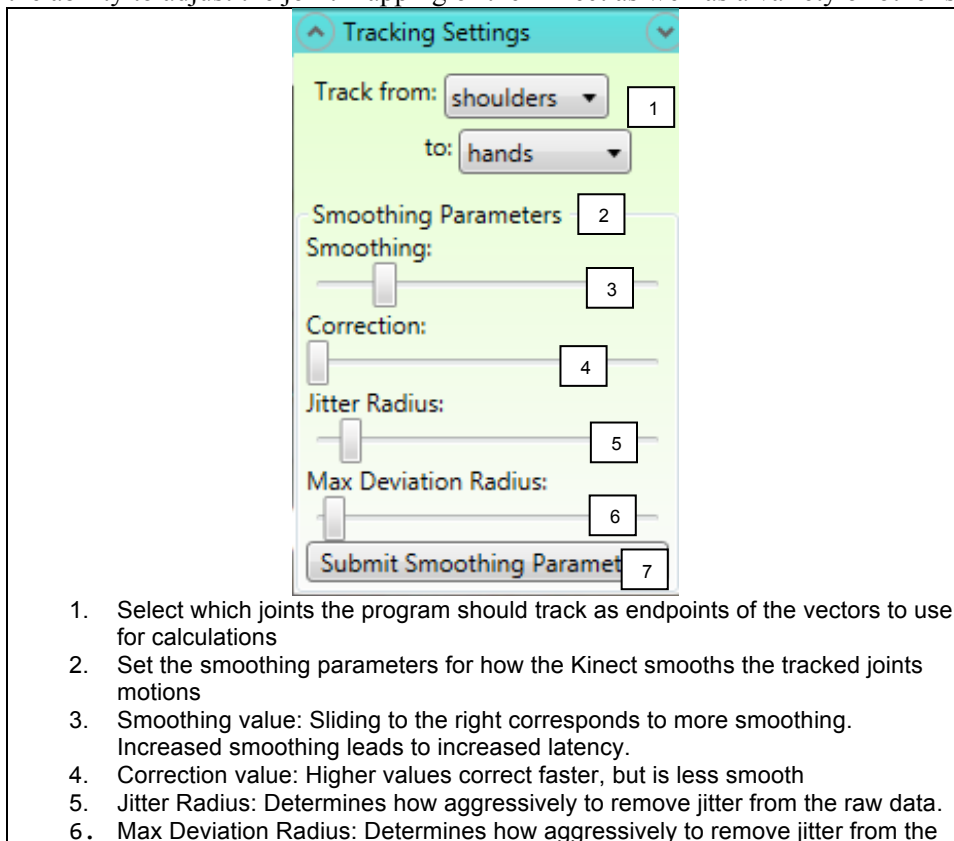 Tracking Settings
Track from: shoulders
1
to: hands
Smoothing Parameters 2
Smoothing:
3
Correction:
4
Jitter Radius:
5
Max Deviation Radius:
6
Submit Smoothing Paramet 7
1. Select which joints the program should track as endpoints of the vectors to use
for calculations
2. Set the smoothing parameters for how the Kinect smooths the tracked joints
motions
3. Smoothing value: Sliding to the right corresponds to more smoothing.
Increased smoothing leads to increased latency.
4. Correction value: Higher values correct faster, but is less smooth
5. Jitter Radius: Determines how aggressively to remove jitter from the raw data.
6. Max Deviation Radius: Determines how aggressively to remove jitter from the